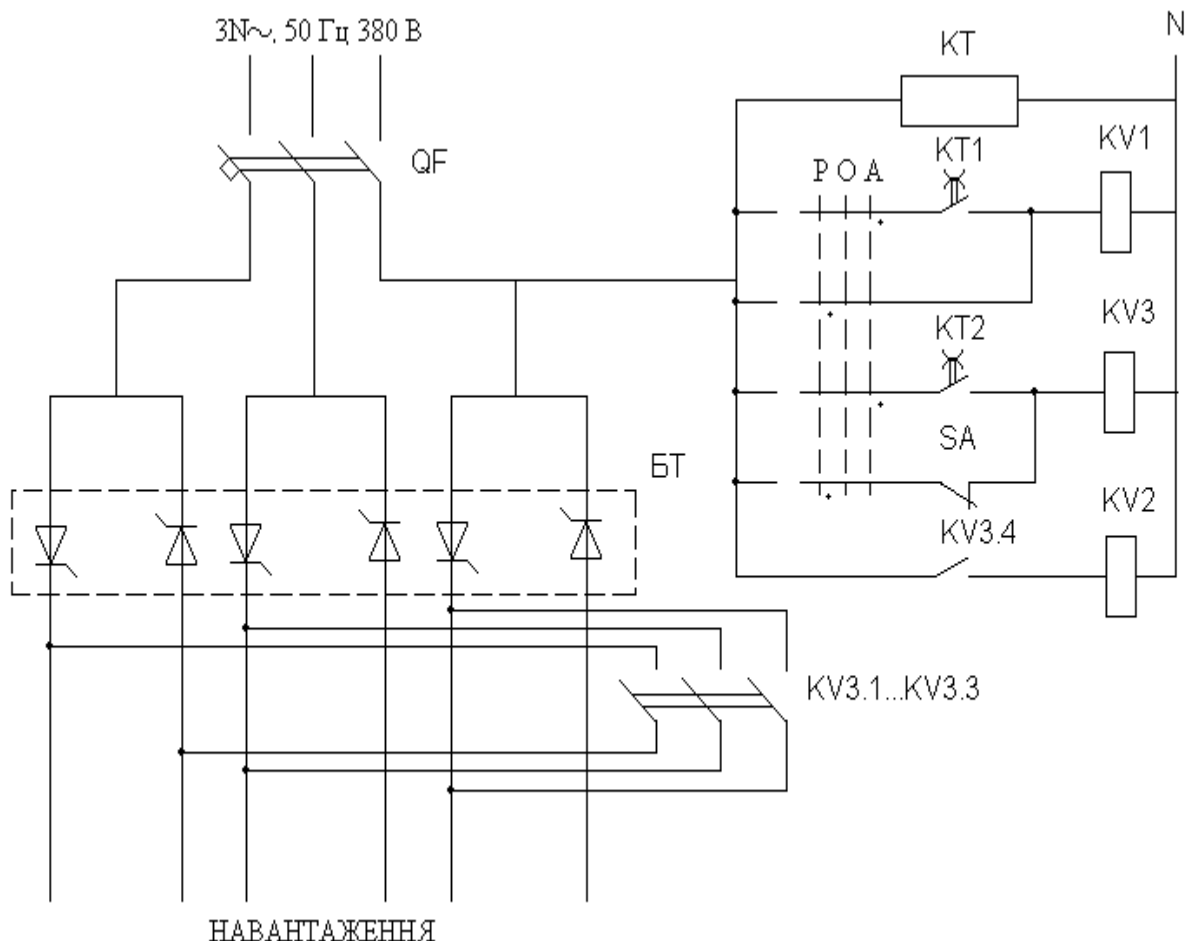 3N~, 50 Гц 380 В
N
KT
QF
KT1
KV1
Р О А
KT2
KV3
SA
БТ
KV2
KV3.4
KV3.1...KV3.3
НАВАНТАЖЕННЯ